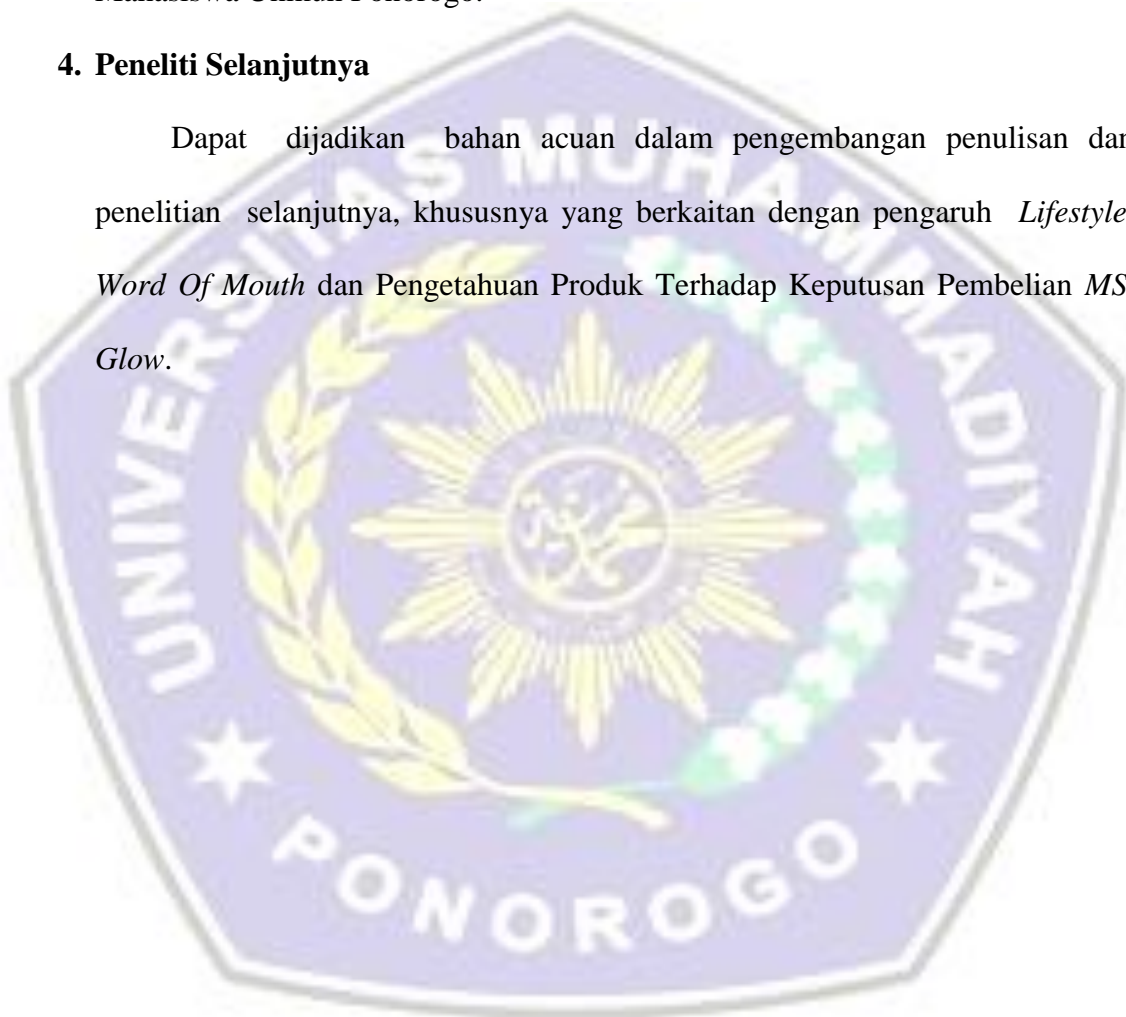 4. Peneliti Selanjutnya
Dapat dijadikan bahan acuan dalam pengembangan penulisan dan
penelitian selanjutnya, khususnya yang berkaitan dengan pengaruh Lifestyle
Word Of Mouth dan Pengetahuan Produk Terhadap Keputusan Pembelian MS
Glow.
UNIVERSITAS MUHAMMADIYAH
PONOROGO